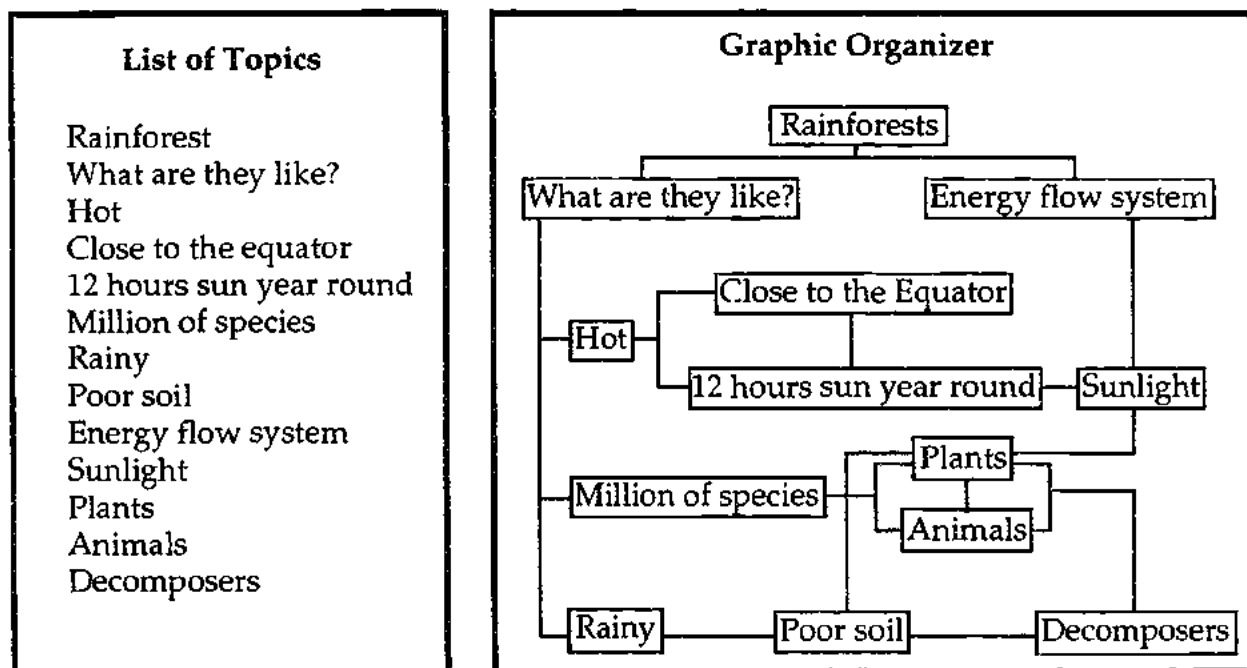 List of Topics
Rainforest
What are they like?
Hot
Close to the equator
12 hours sun year round
Million of species
Rainy
Poor soil
Energy flow system
Sunlight
Plants
Animals
Decomposers
Graphic Organizer
Rainforests
What are they like?
Energy flow system
Close to the Equator
Hot
12 hours sun year round
Sunlight
Plants
Million of species
Animals
Rainy
Poor soil
Decomposers